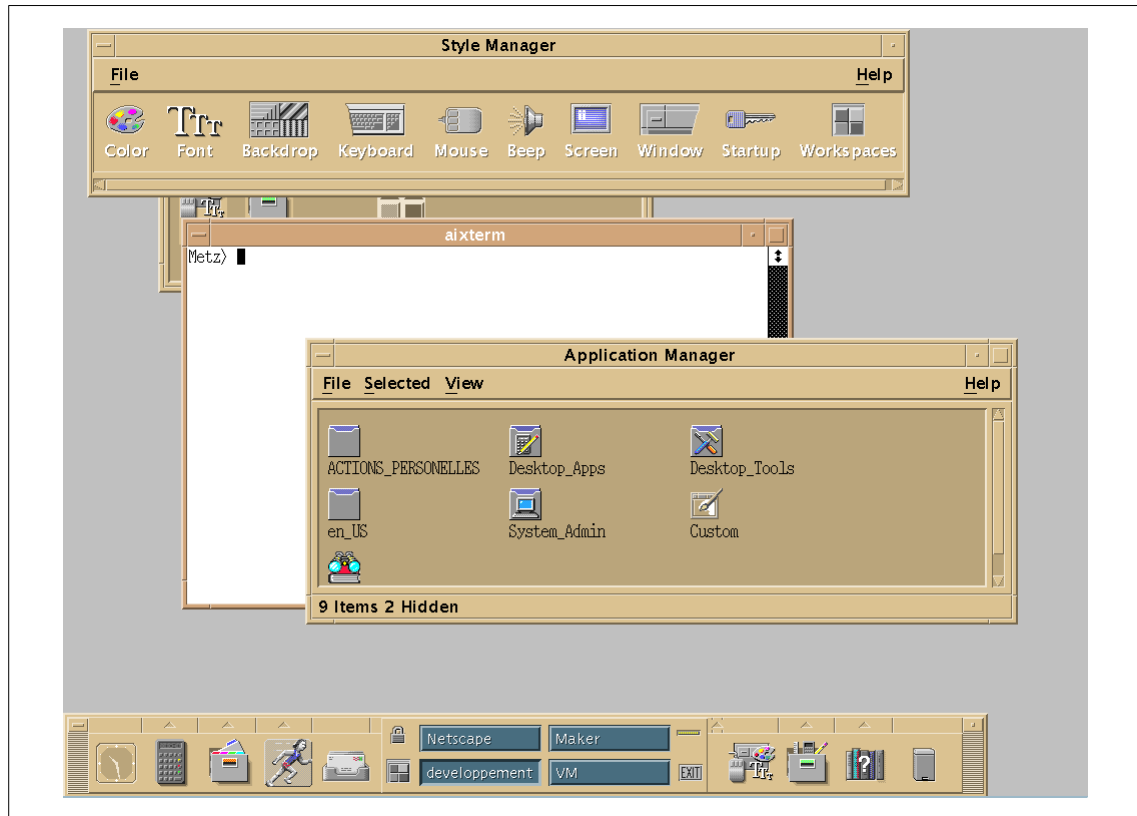 Style Manager
File Help
Color Font Backdrop Keyboard Mouse Beep Screen Window Startup Workspaces
aixterm
Metz>
Application Manager
File Selected View Help
ACTIONS_PERSONELLES Desktop_Apps Desktop_Tools
en_US System_Admin Custom
9 Items 2 Hidden
Netscape Maker
developpement VM EXIT